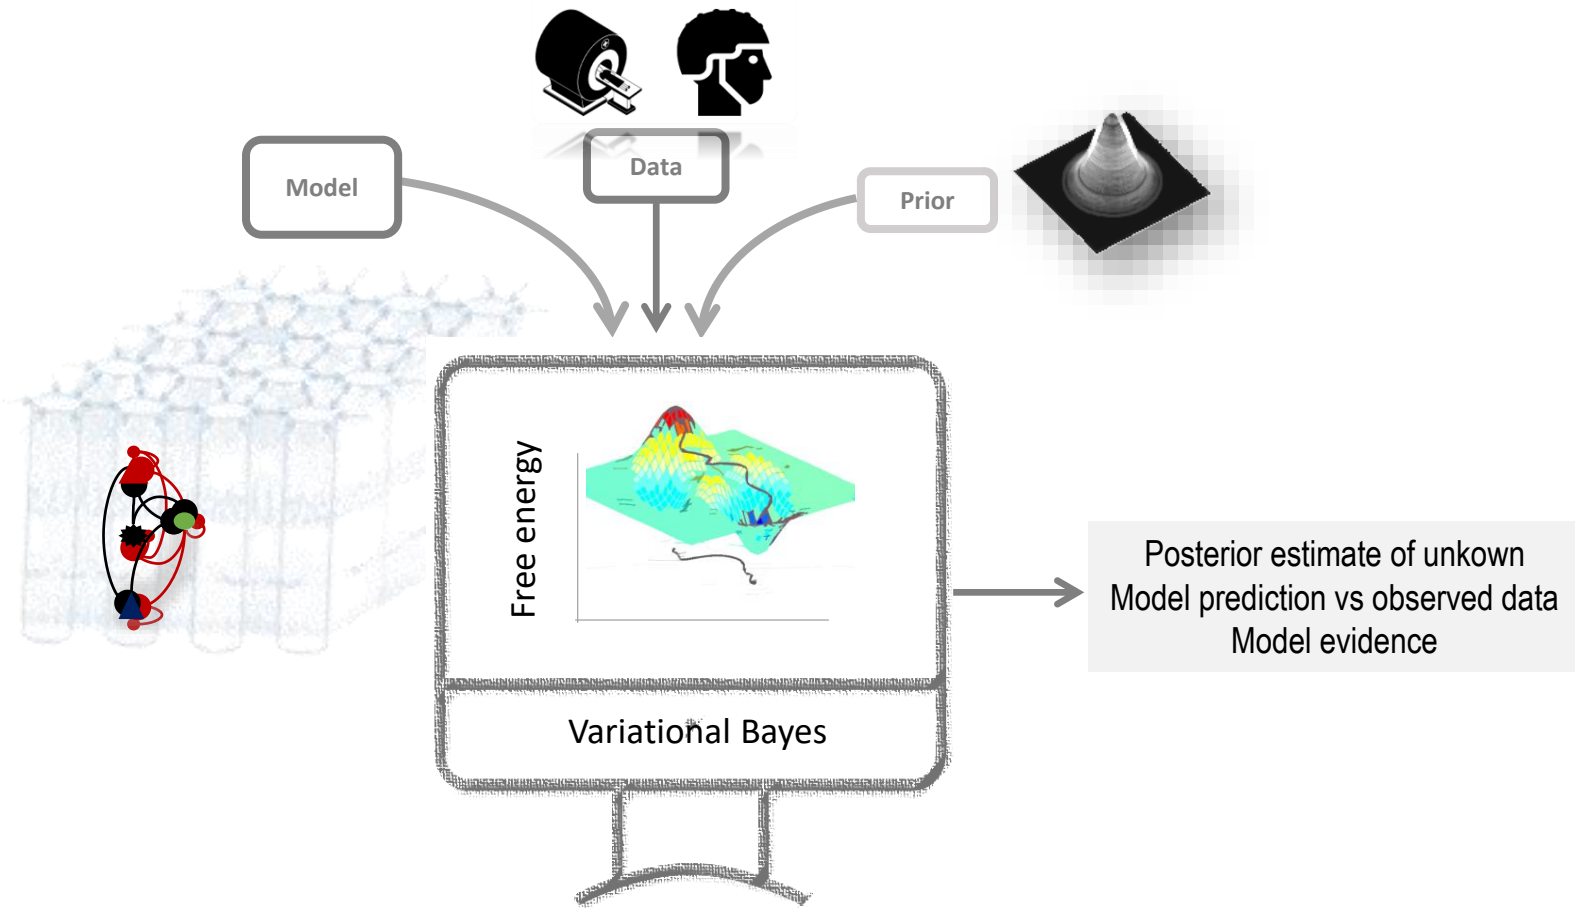 Model
Data
Prior
Free energy
Variational Bayes
Posterior estimate of unkown
Model prediction vs observed data
Model evidence